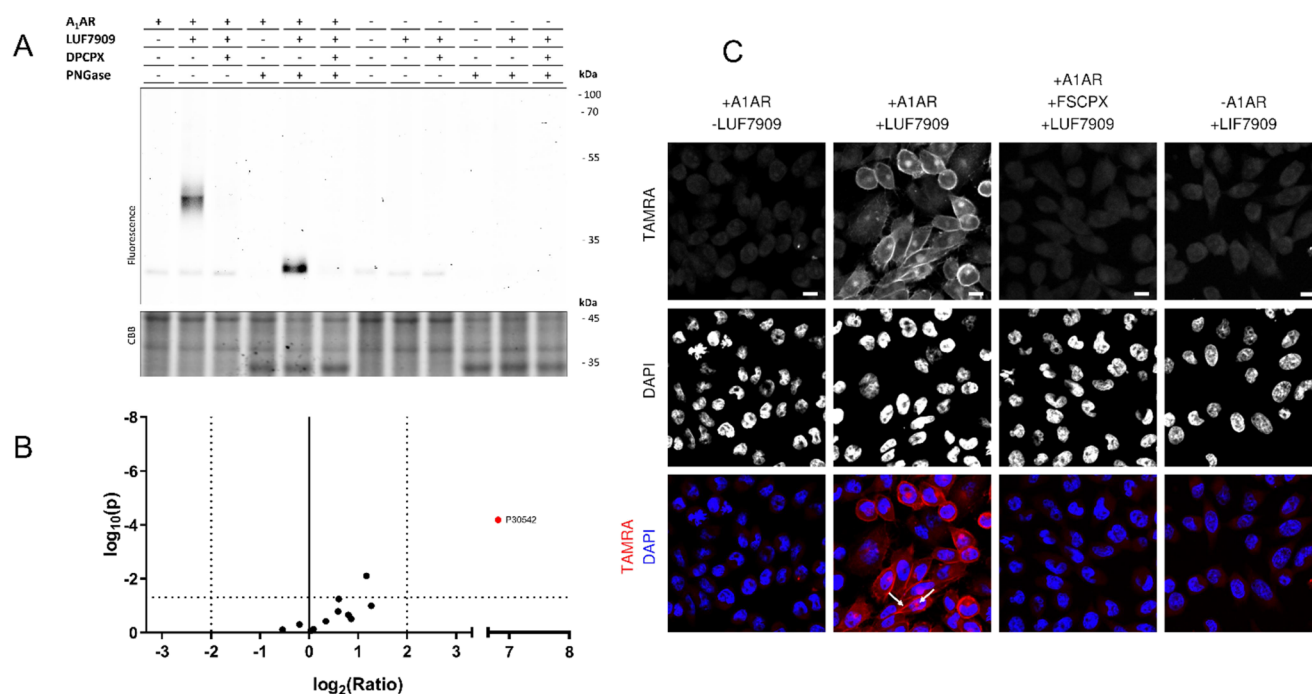 A
A₁AR + + + + + + - - - - - -
LUF7909 - + + - + + - + + - + +
DPCPX - - + - - + - - + - - +
PNGase - - - + + + - - - + + +
kDa
- 100
- 70
- 55
- 35
Fluorescence
kDa
- 45
- 35
CBB
B
-8
-6
-4
-2
0
log₁₀(p)
P30542
-3 -2 -1 0 1 2 3 7 8
log₂(Ratio)
C
+A1AR
-LUF7909
+A1AR
+LUF7909
+A1AR
+FSCPX
+LUF7909
-A1AR
+LIF7909
TAMRA
DAPI
TAMRA
DAPI